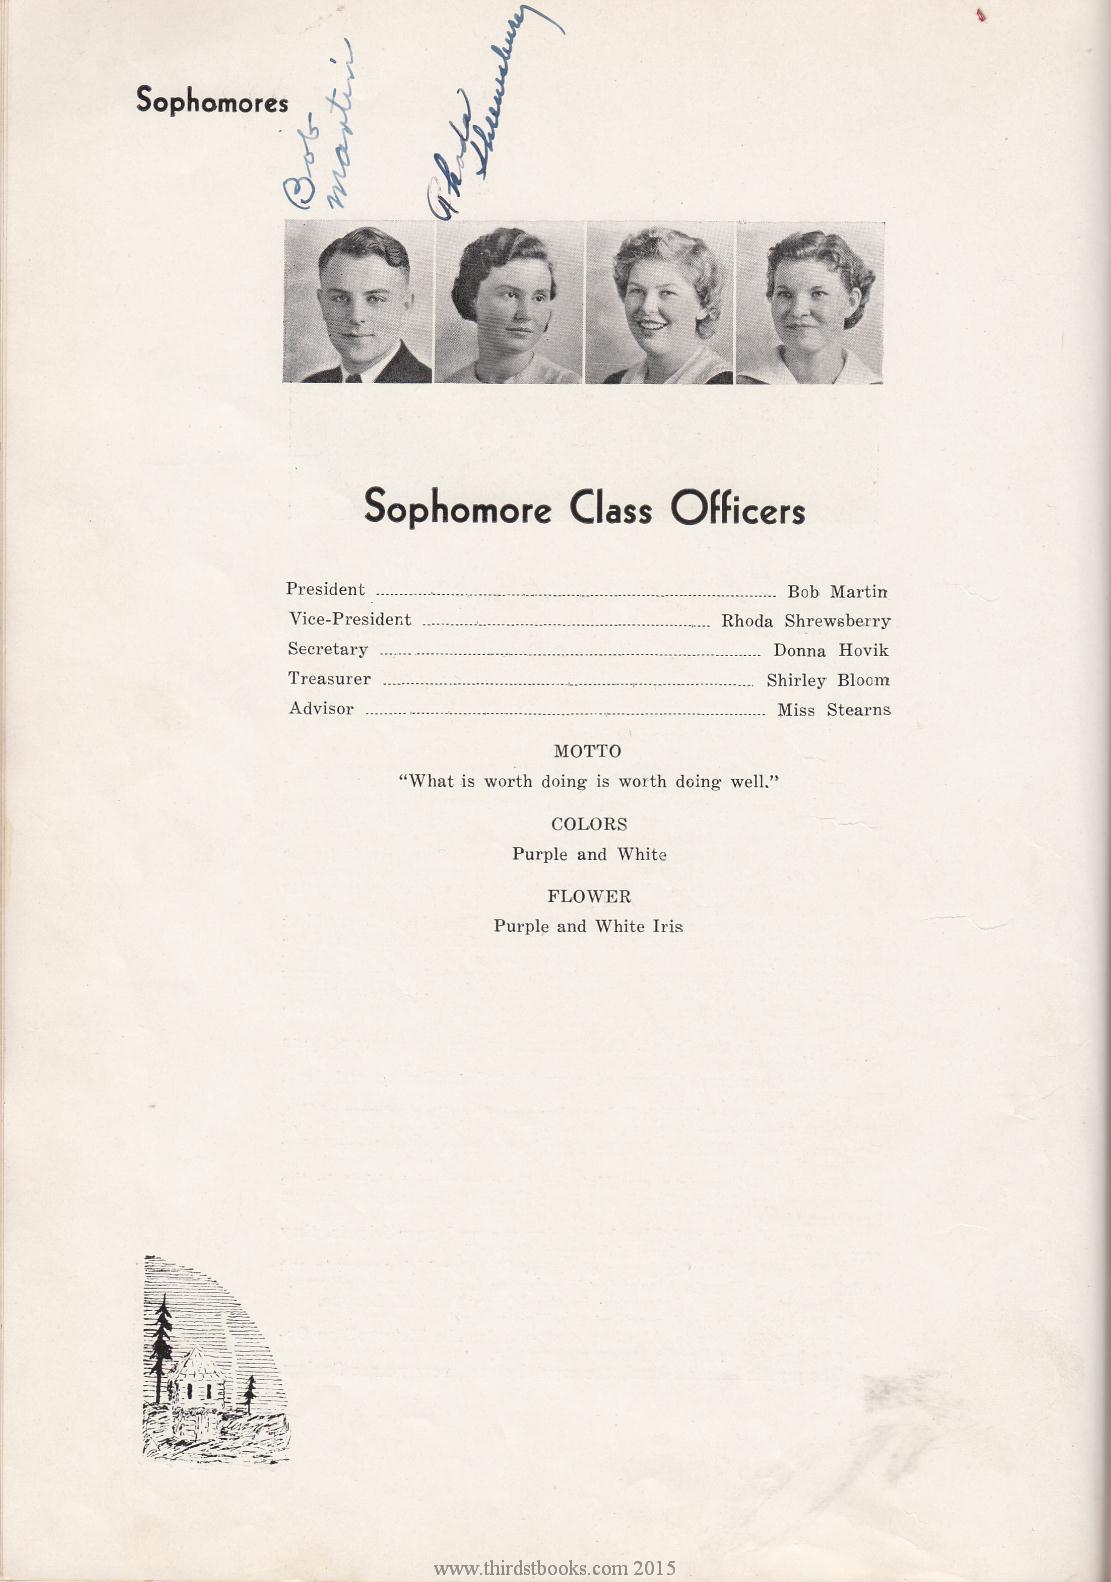 Sophomores
Bob
Martin
Rhoda
Shrewsbury
Sophomore Class Officers
President Bob Martin
Vice-President Rhoda Shrewsberry
Secretary Donna Hovik
Treasurer Shirley Bloom
Advisor Miss Stearns
MOTTO
“What is worth doing is worth doing well.”
COLORS
Purple and White
FLOWER
Purple and White Iris
www.thirdstbooks.com 2015